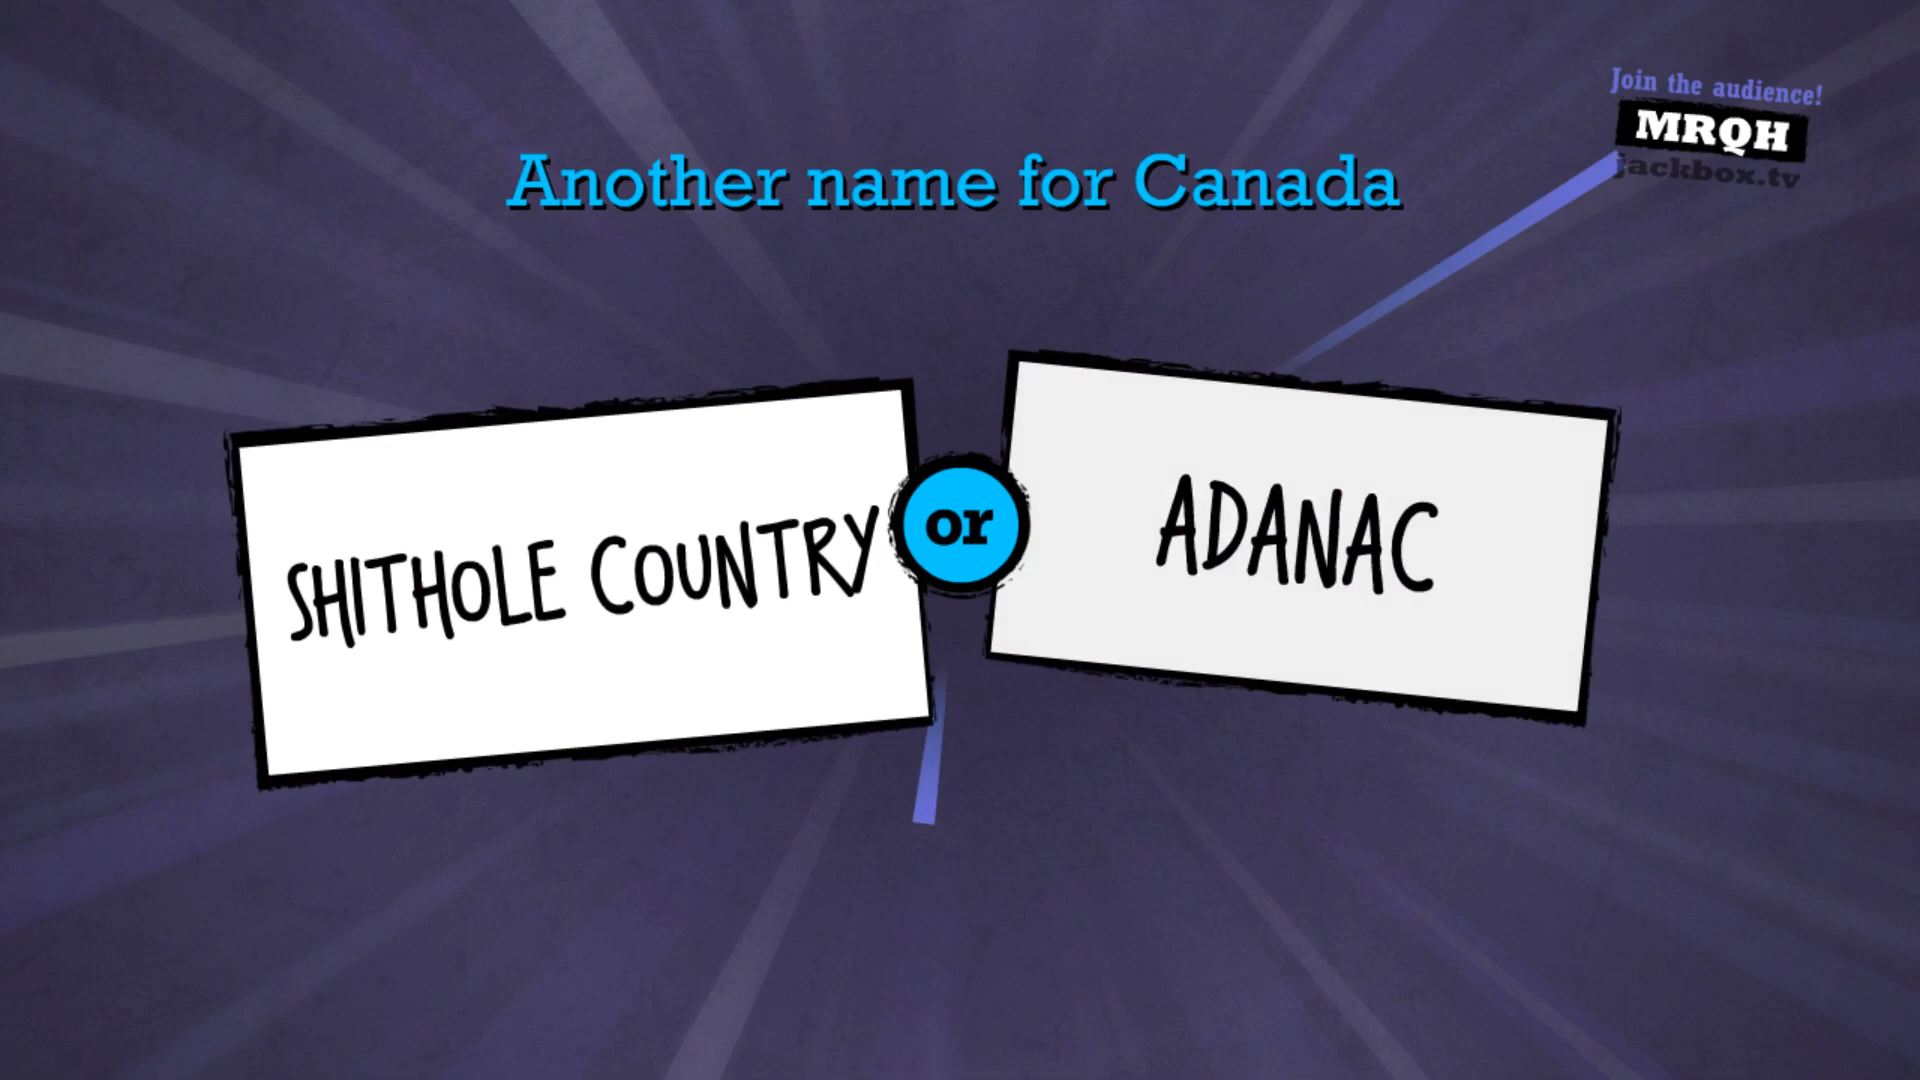 Join the audience!
MRQH
jackbox.tv
Another name for Canada
SHITHOLE COUNTRY
or
ADANAC